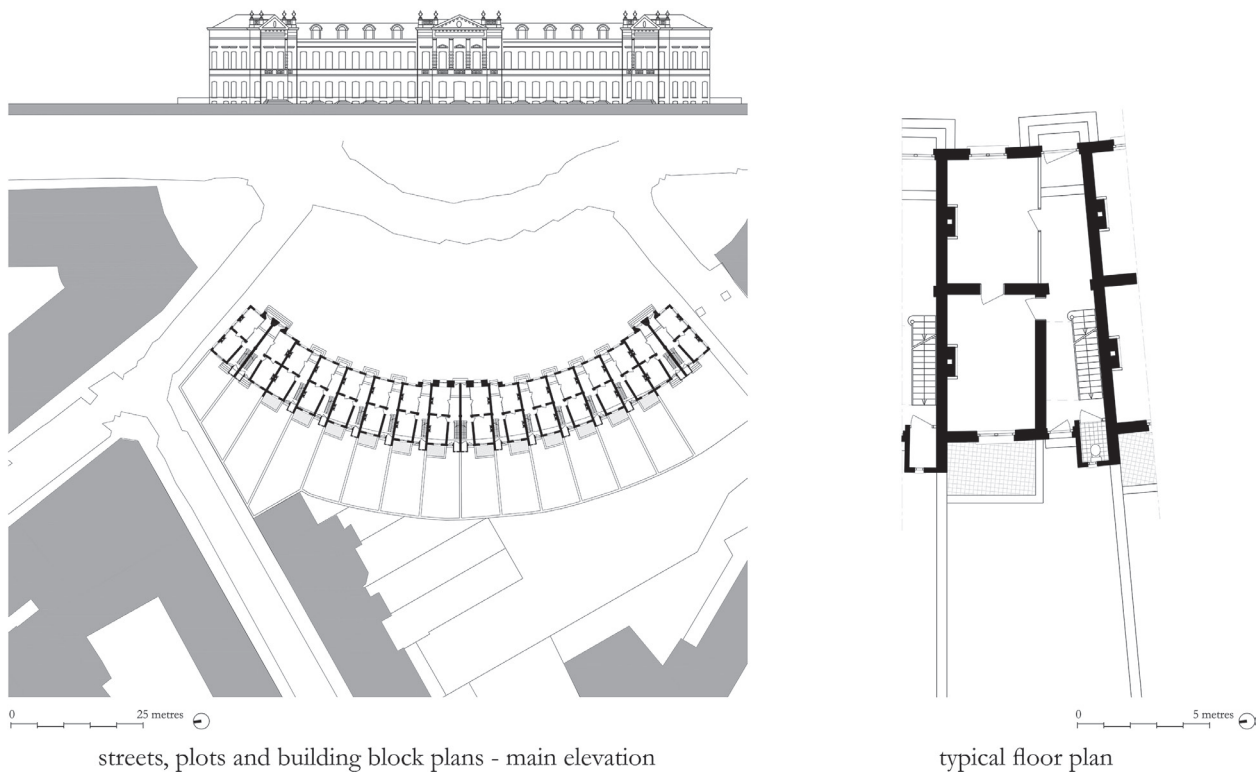 0 25 metres
0 5 metres
streets, plots and building block plans - main elevation
typical floor plan